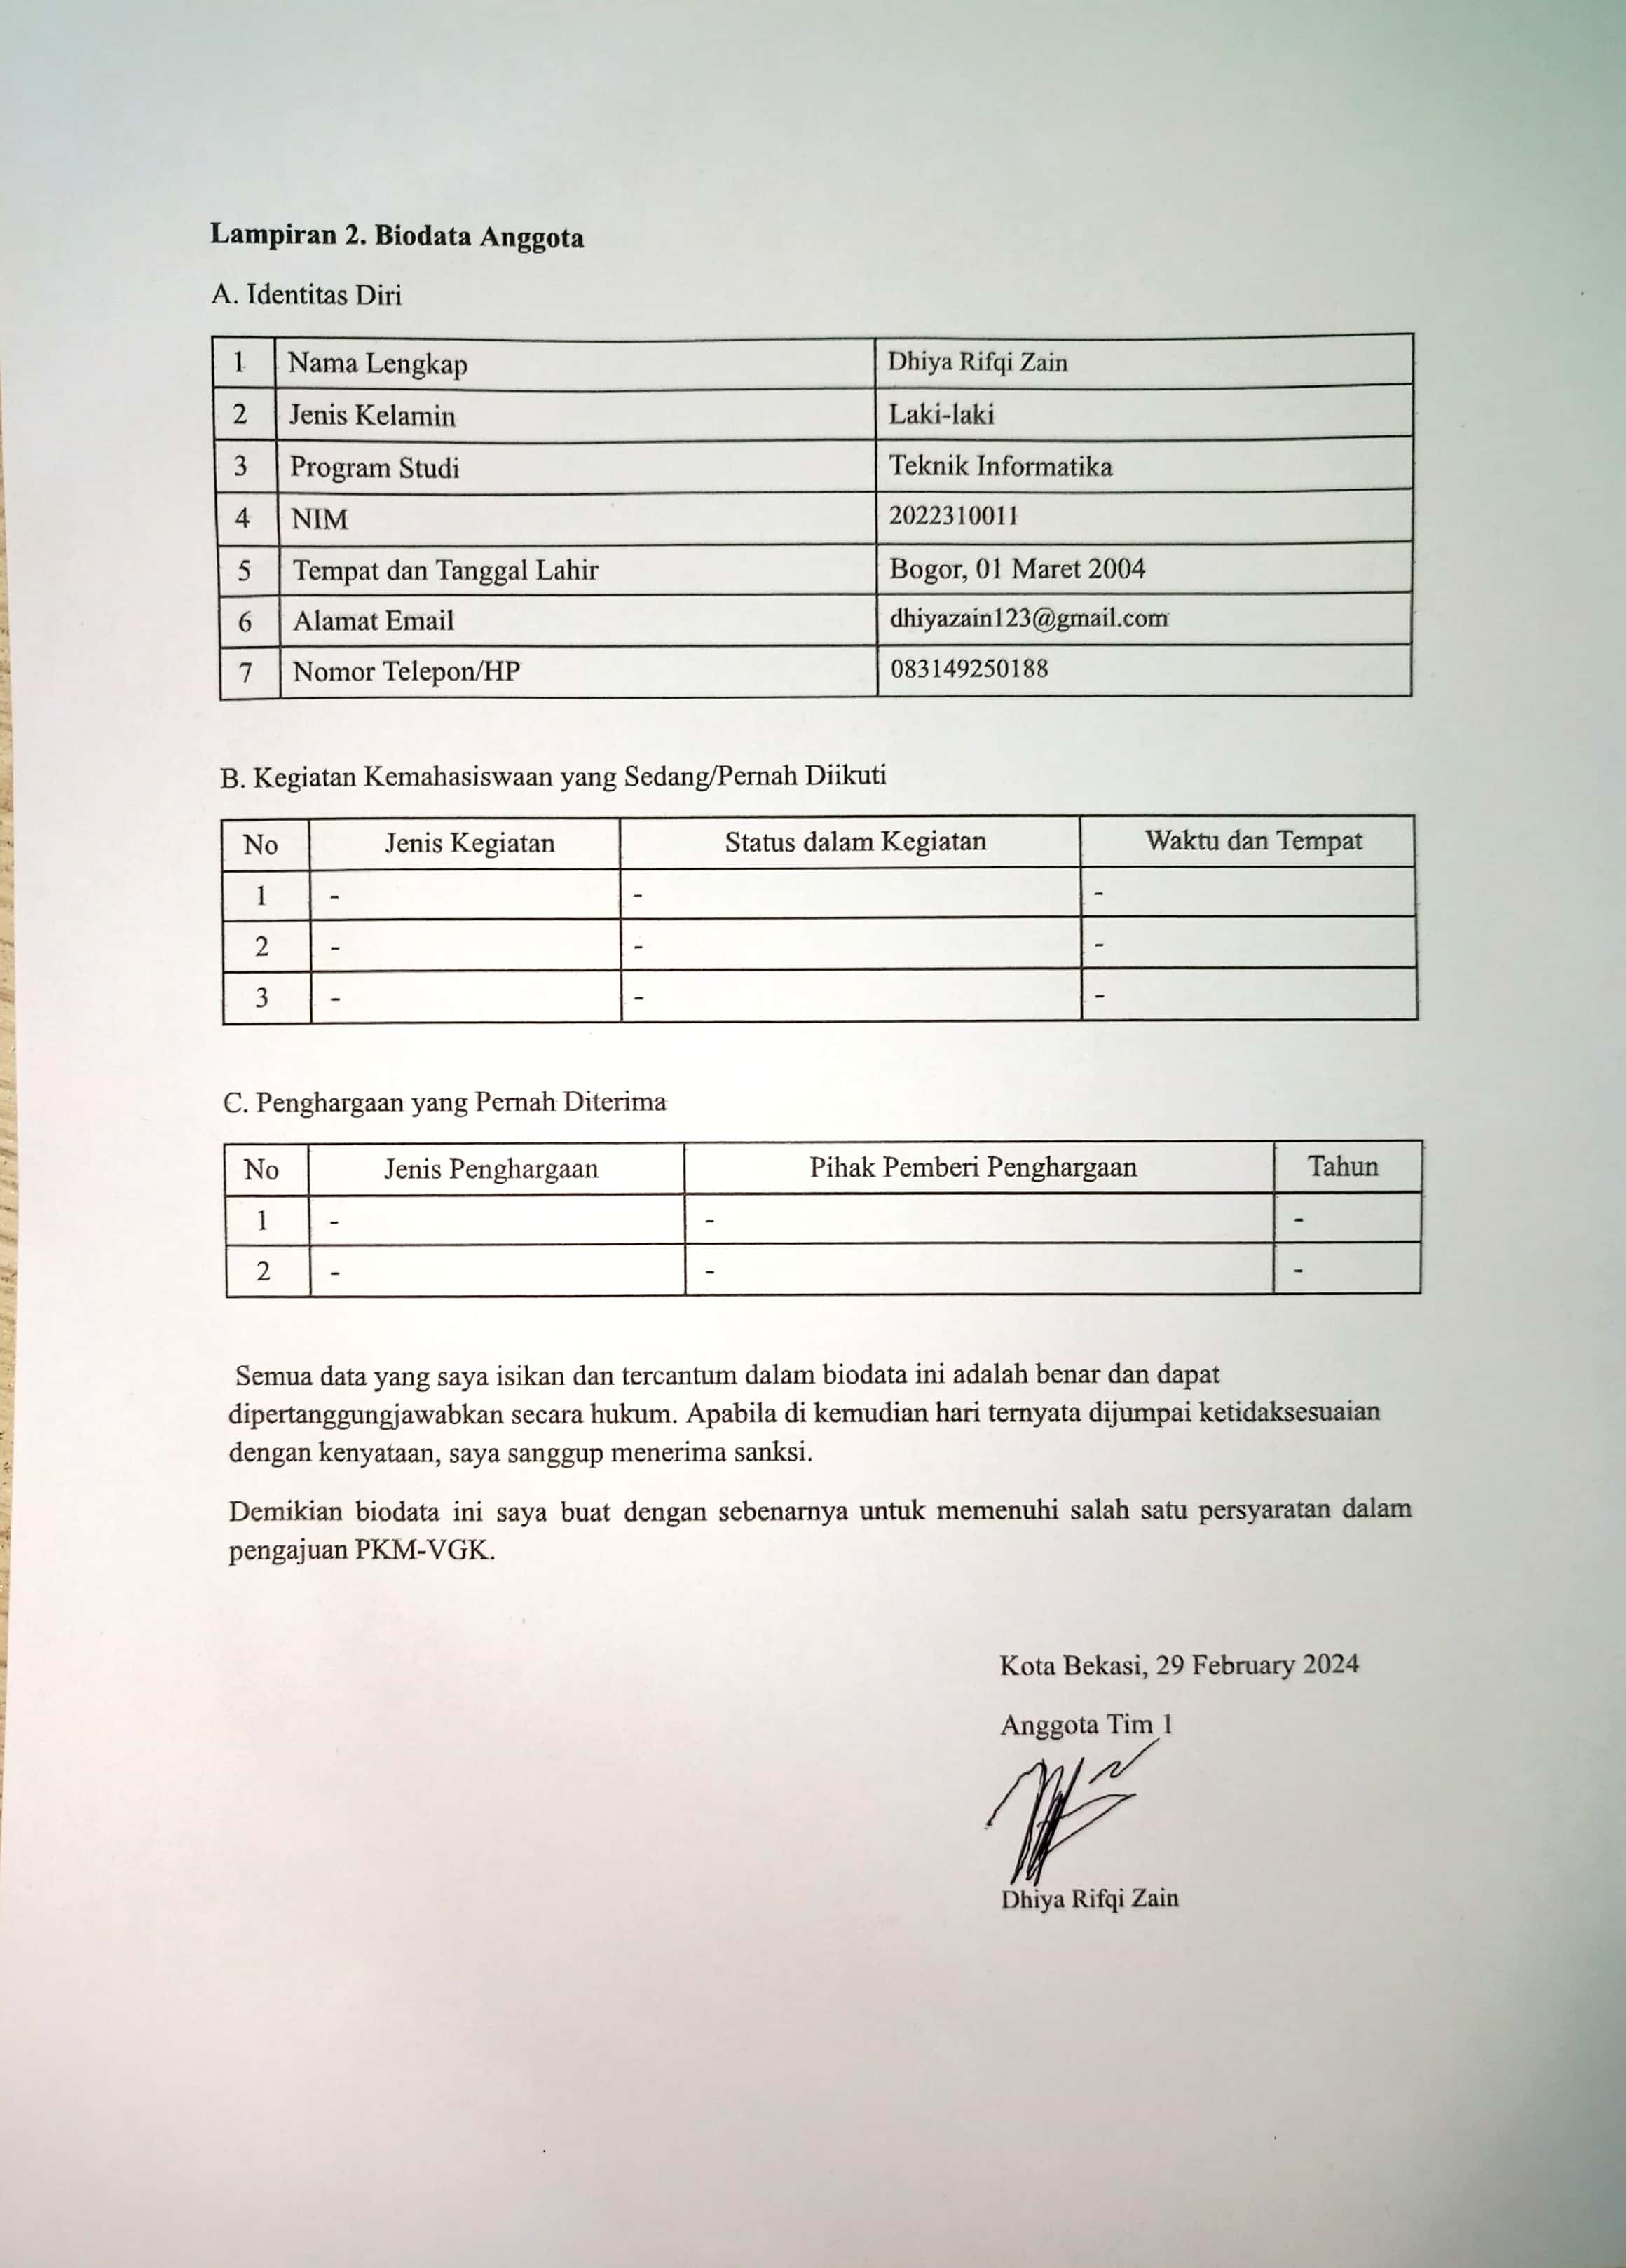 Lampiran 2. Biodata Anggota
A. Identitas Diri
1 Nama Lengkap Dhiya Rifqi Zain
2 Jenis Kelamin Laki-laki
3 Program Studi Teknik Informatika
4 NIM 2022310011
5 Tempat dan Tanggal Lahir Bogor, 01 Maret 2004
6 Alamat Email dhiyazain123@gmail.com
7 Nomor Telepon/HP 083149250188
B. Kegiatan Kemahasiswaan yang Sedang/Pernah Diikuti
No Jenis Kegiatan Status dalam Kegiatan Waktu dan Tempat
1 - - -
2 - - -
3 - - -
C. Penghargaan yang Pernah Diterima
No Jenis Penghargaan Pihak Pemberi Penghargaan Tahun
1 - - -
2 - - -
Semua data yang saya isikan dan tercantum dalam biodata ini adalah benar dan dapat
dipertanggungjawabkan secara hukum. Apabila di kemudian hari ternyata dijumpai ketidaksesuaian
dengan kenyataan, saya sanggup menerima sanksi.
Demikian biodata ini saya buat dengan sebenarnya untuk memenuhi salah satu persyaratan dalam
pengajuan PKM-VGK.
Kota Bekasi, 29 February 2024
Anggota Tim 1
Dhiya Rifqi Zain